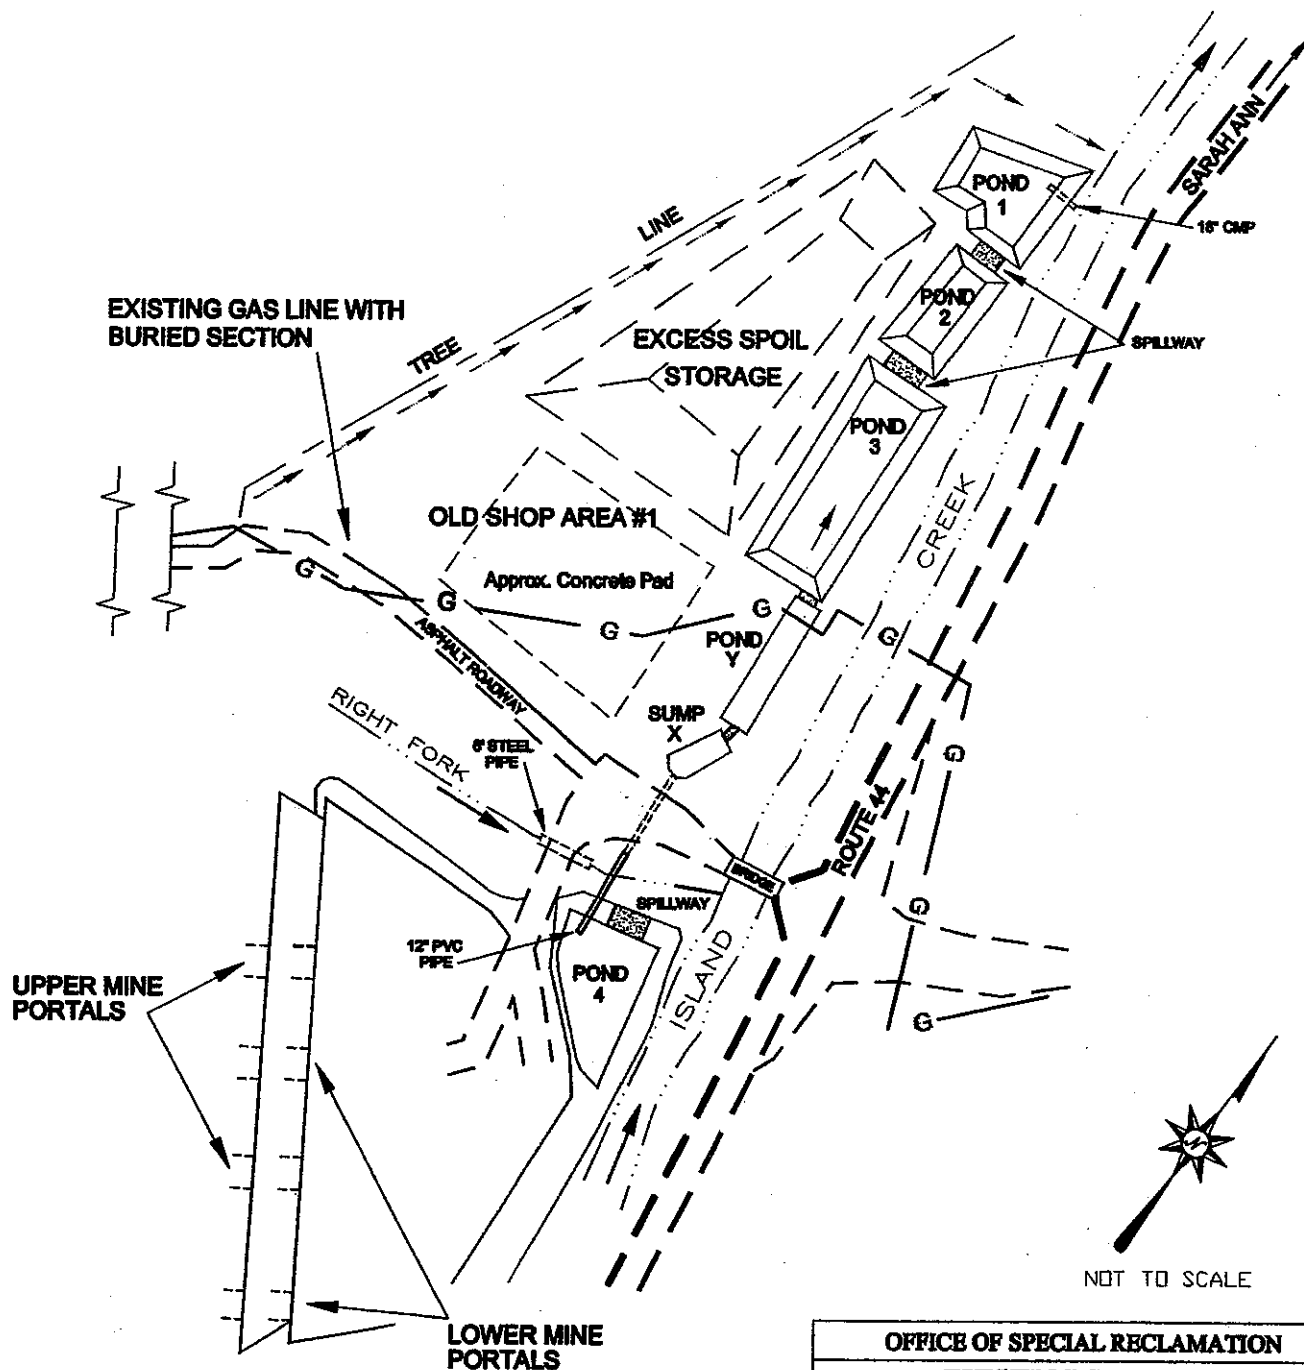 SARAH ANN
POND
1
18" CMP
LINE
POND
2
EXISTING GAS LINE WITH
BURIED SECTION
TREE
EXCESS SPOIL
STORAGE
SPILLWAY
POND
3
CREEK
OLD SHOP AREA #1
Approx. Concrete Pad
G
G
G
G
G
POND
Y
ASPHALT ROADWAY
RIGHT FORK
SUMP
X
6' STEEL
PIPE
G
ROUTE 44
BRIDGE
SPILLWAY
G
12" PVC
PIPE
POND
4
ISLAND
UPPER MINE
PORTALS
G
NOT TO SCALE
LOWER MINE
PORTALS
OFFICE OF SPECIAL RECLAMATION